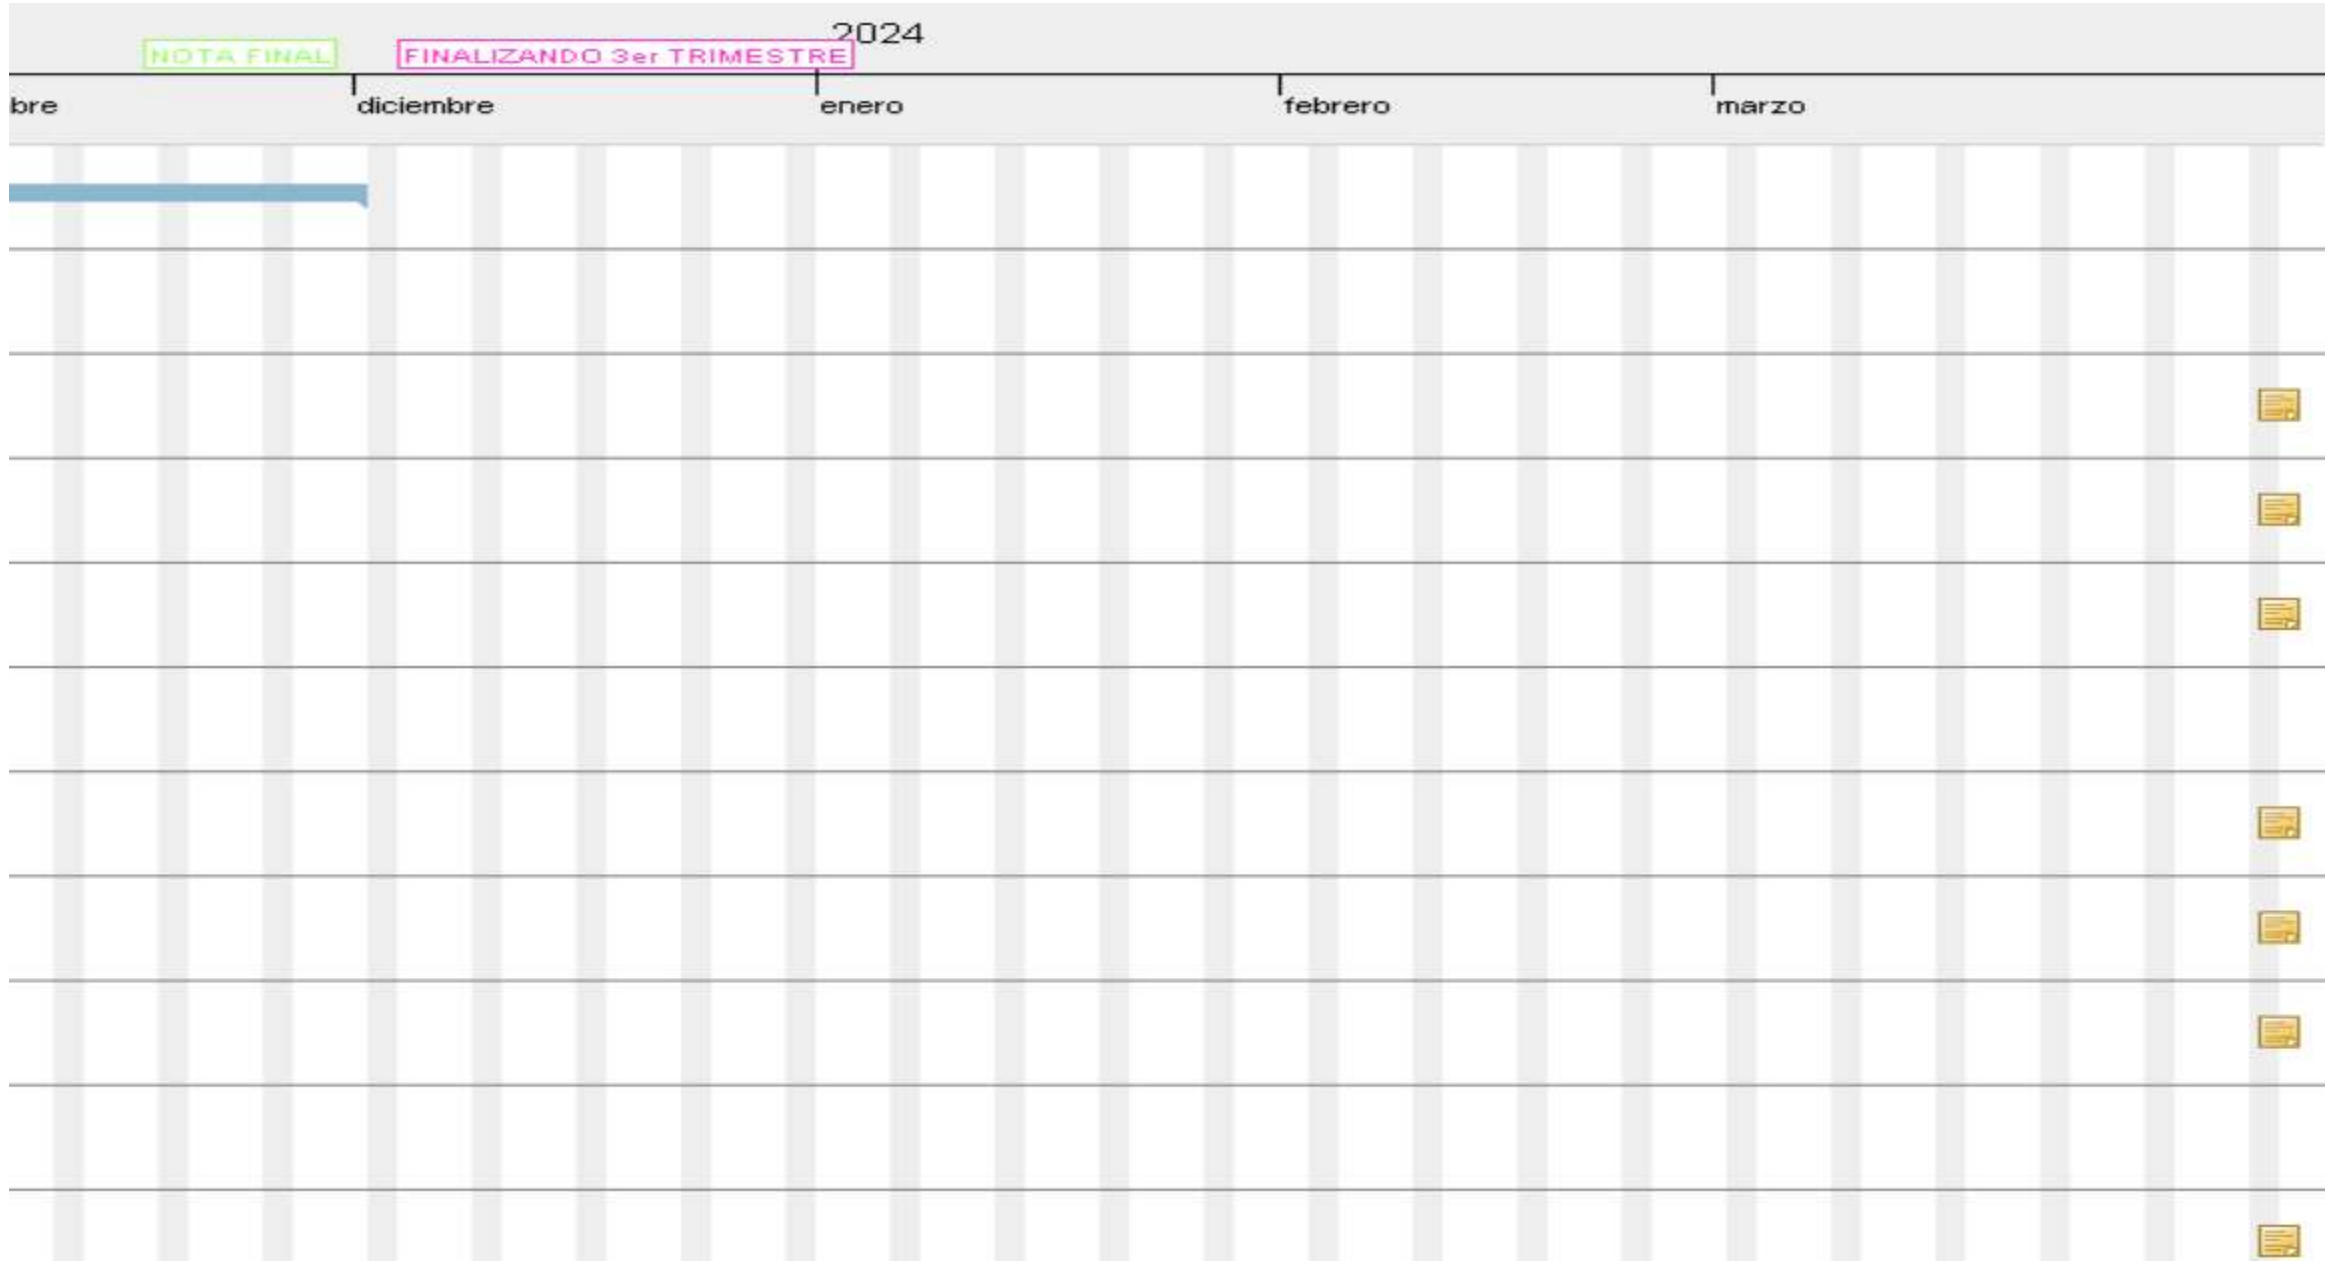 2024
NOTA FINAL
FINALIZANDO 3er TRIMESTRE
bre diciembre enero febrero marzo